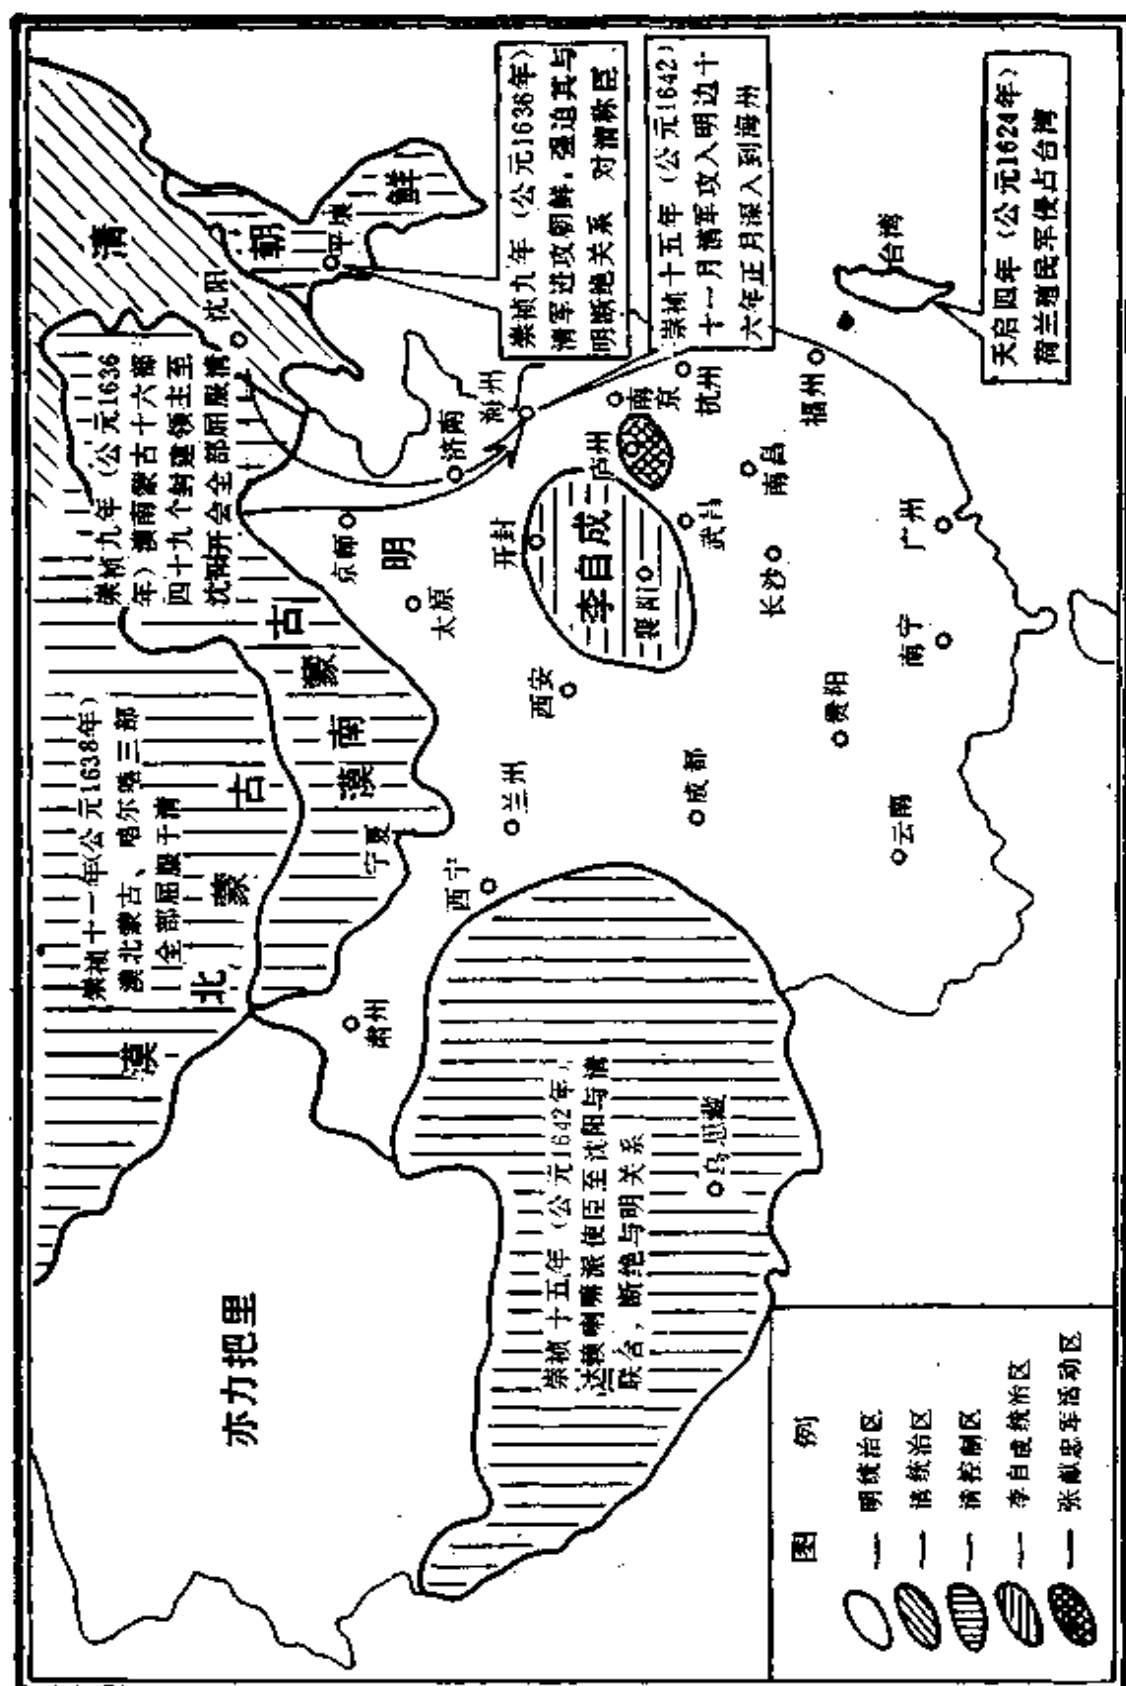 崇祯九年（公元1636年）
清军进攻朝鲜，强迫其与
明断绝关系 对清称臣
崇祯十五年（公元1642）
十一月清军攻入明边十
六年正月深入到海州
天启四年（公元1624年）
荷兰殖民军侵占台湾
崇祯九年（公元1636
年）漠南蒙古十六部
四十九个封建领主至
沈阳开会全部屈服清
崇祯十一年(公元1638年)
漠北蒙古、喀尔喀三部
全部屈服于清
崇祯十五年（公元1642年）
达赖喇嘛派使臣至沈阳与清
联合，断绝与明关系
清
沈阳
朝鲜
平壤
台湾
漠南蒙古
漠北蒙古
亦力把里
明
京师
太原
济南
海州
开封
李自成
襄阳
庐州
南京
杭州
福州
南昌
武昌
长沙
广州
南宁
贵阳
云南
成都
西安
兰州
西宁
宁夏
肃州
乌思藏
图例
明统治区
清统治区
清控制区
李自成统治区
张献忠军活动区